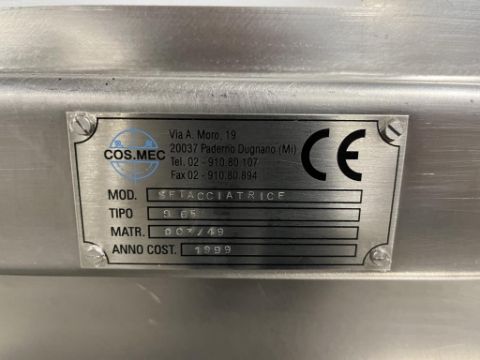 COS.MEC
Via A. Moro, 19
20037 Paderno Dugnano (Mi)
Tel. 02 - 910.80.107
Fax 02 - 910.80.894
CE
MOD. SETACCIATRICE
TIPO
MATR.
ANNO COST. 1999